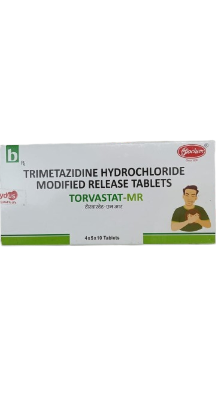 b
TRIMETAZIDINE HYDROCHLORIDE
MODIFIED RELEASE TABLETS
TORVASTAT-MR
4x5x10 Tablets